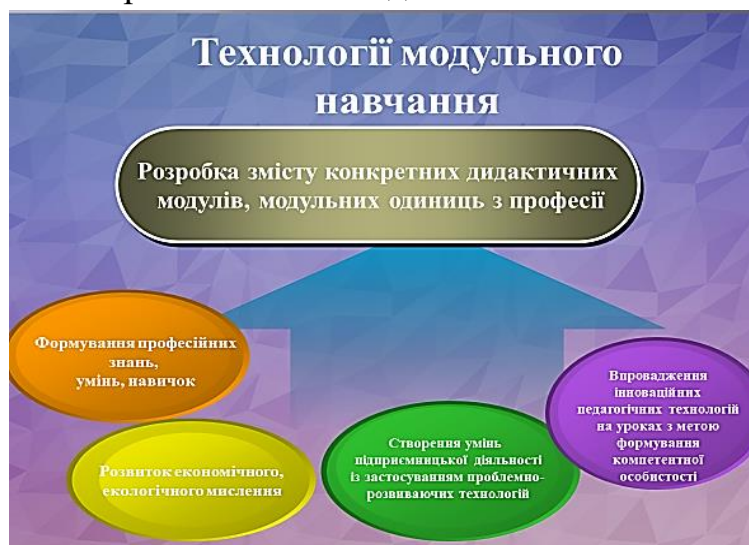 Технології модульного
навчання
Розробка змісту конкретних дидактичних
модулів, модульних одиниць з професії
Формування професійних
знань,
умінь, навичок
Розвиток економічного,
екологічного мислення
Створення умінь
підприємницької діяльності
із застосуванням проблемно-
розвиваючих технологій
Впровадження
інноваційних
педагогічних технологій
на уроках з метою
формування
компетентної
особистості